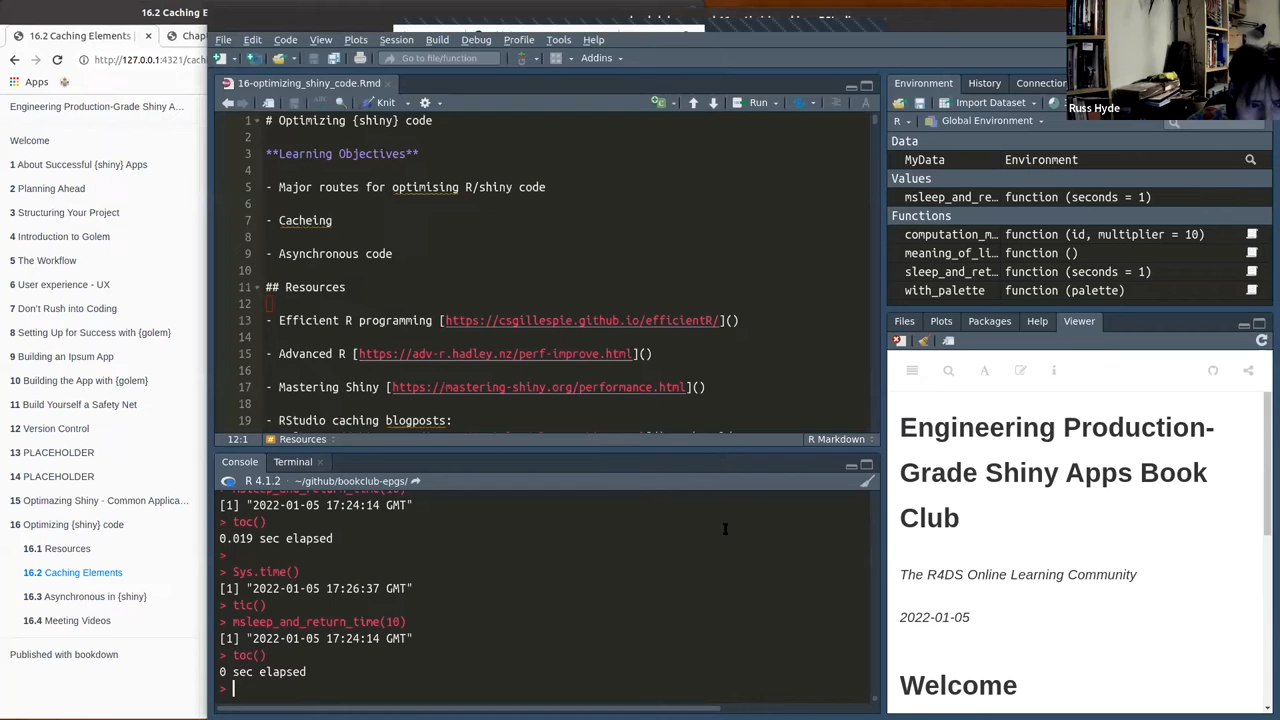 16.2 Caching E
16.2 Caching Elements |
Chapt
http://127.0.0.1:4321/cach
Apps
Engineering Production-Grade Shiny A…
Welcome
1 About Successful {shiny} Apps
2 Planning Ahead
3 Structuring Your Project
4 Introduction to Golem
5 The Workflow
6 User experience - UX
7 Don't Rush into Coding
8 Setting Up for Success with {golem}
9 Building an Ipsum App
10 Building the App with {golem}
11 Build Yourself a Safety Net
12 Version Control
13 PLACEHOLDER
14 PLACEHOLDER
15 Optimazing Shiny - Common Applica…
16 Optimizing {shiny} code
16.1 Resources
16.2 Caching Elements
16.3 Asynchronous in {shiny}
16.4 Meeting Videos
Published with bookdown
File Edit Code View Plots Session Build Debug Profile Tools Help
Go to file/function
Addins
16-optimizing_shiny_code.Rmd
Knit
Run
1 # Optimizing {shiny} code
2
3 **Learning Objectives**
4
5 - Major routes for optimising R/shiny code
6
7 - Cacheing
8
9 - Asynchronous code
10
11 ## Resources
12
13 - Efficient R programming [https://csgillespie.github.io/efficientR/]()
14
15 - Advanced R [https://adv-r.hadley.nz/perf-improve.html]()
16
17 - Mastering Shiny [https://mastering-shiny.org/performance.html]()
18
19 - RStudio caching blogposts:
12:1 Resources R Markdown
Console Terminal
R 4.1.2 · ~/github/bookclub-epgs/
msleep_and_return_time(10)
[1] "2022-01-05 17:24:14 GMT"
> toc()
0.019 sec elapsed
>
> Sys.time()
[1] "2022-01-05 17:26:37 GMT"
> tic()
> msleep_and_return_time(10)
[1] "2022-01-05 17:24:14 GMT"
> toc()
0 sec elapsed
>
Russ Hyde
Environment History Connection
Import Dataset
R Global Environment
Data
MyData Environment
Values
msleep_and_re… function (seconds = 1)
Functions
computation_m… function (id, multiplier = 10)
meaning_of_li… function ()
sleep_and_ret… function (seconds = 1)
with_palette function (palette)
Files Plots Packages Help Viewer
Engineering Production-
Grade Shiny Apps Book
Club
The R4DS Online Learning Community
2022-01-05
Welcome